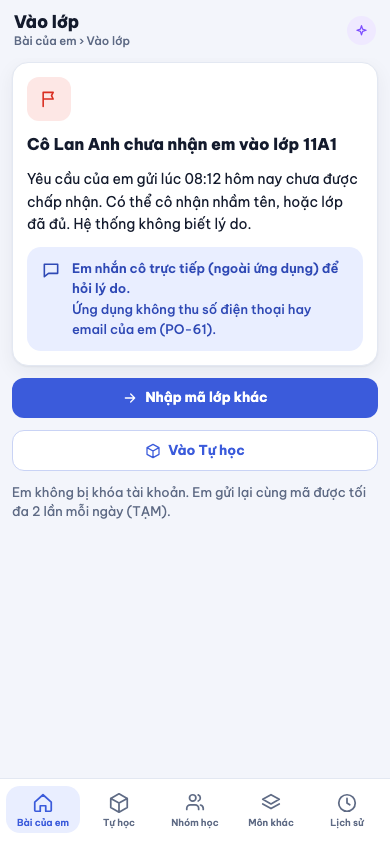 Vào lớp
Bài của em › Vào lớp
Cô Lan Anh chưa nhận em vào lớp 11A1
Yêu cầu của em gửi lúc 08:12 hôm nay chưa được
chấp nhận. Có thể cô nhận nhầm tên, hoặc lớp
đã đủ. Hệ thống không biết lý do.
Em nhắn cô trực tiếp (ngoài ứng dụng) để
hỏi lý do.
Ứng dụng không thu số điện thoại hay
email của em (PO-61).
Nhập mã lớp khác
Vào Tự học
Em không bị khóa tài khoản. Em gửi lại cùng mã được tối
đa 2 lần mỗi ngày (TẠM).
Bài của em
Tự học
Nhóm học
Môn khác
Lịch sử